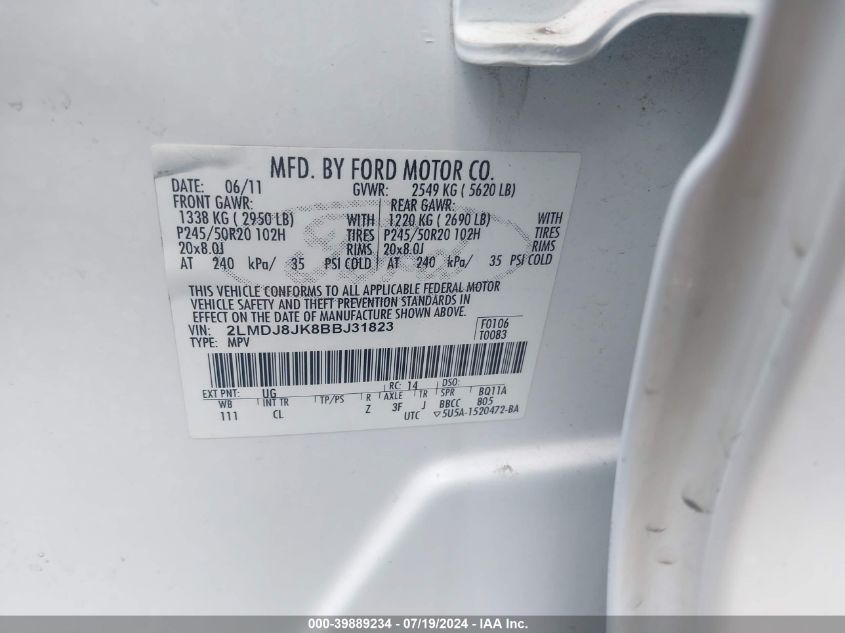 MFD. BY FORD MOTOR CO.
DATE: 06/11 GVWR: 2549 KG ( 5620 LB)
FRONT GAWR: REAR GAWR:
1338 KG ( 2950 LB) WITH 1220 KG ( 2690 LB) WITH
P245/50R20 102H TIRES P245/50R20 102H TIRES
20x8.0J RIMS 20x8.0J RIMS
AT 240 kPa/ 35 PSI COLD AT 240 kPa/ 35 PSI COLD
THIS VEHICLE CONFORMS TO ALL APPLICABLE FEDERAL MOTOR
VEHICLE SAFETY AND THEFT PREVENTION STANDARDS IN
EFFECT ON THE DATE OF MANUFACTURE SHOWN ABOVE.
VIN: 2LMDJ8JK8BBJ31823 F0106
TYPE: MPV T0083
EXT PNT: UG RC: 14 DSO:
WB INT TR TP/PS R AXLE TR SPR BQ11A
111 CL Z 3F J BBCC 805
UTC ▽5U5A-1520472-BA
000-39889234 - 07/19/2024 - IAA Inc.